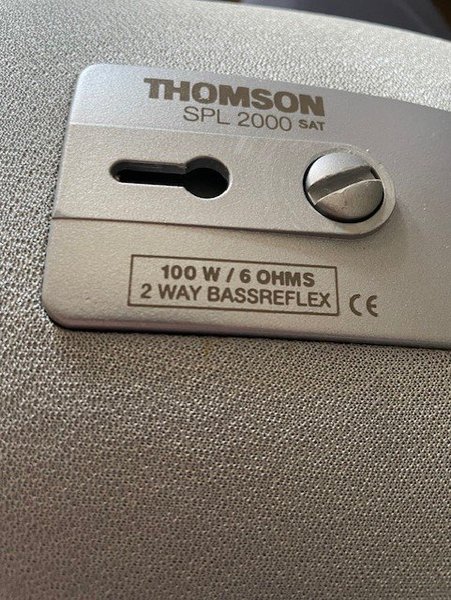 THOMSON
SPL 2000 SAT
100 W / 6 OHMS
2 WAY BASSREFLEX
CE